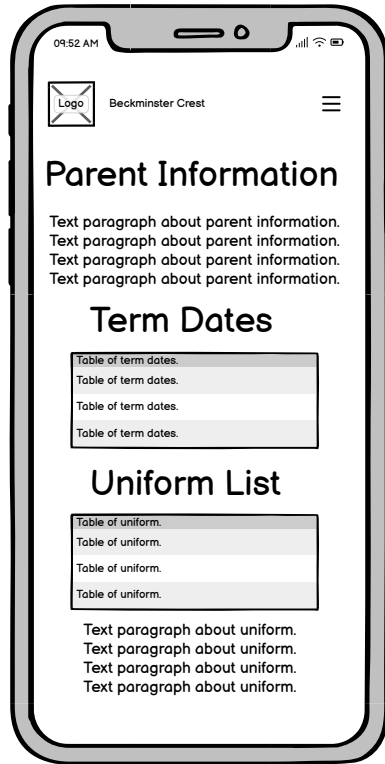 09:52 AM
Logo Beckminster Crest
Parent Information
Text paragraph about parent information.
Text paragraph about parent information.
Text paragraph about parent information.
Text paragraph about parent information.
Term Dates
Table of term dates.
Table of term dates.
Table of term dates.
Table of term dates.
Uniform List
Table of uniform.
Table of uniform.
Table of uniform.
Table of uniform.
Text paragraph about uniform.
Text paragraph about uniform.
Text paragraph about uniform.
Text paragraph about uniform.